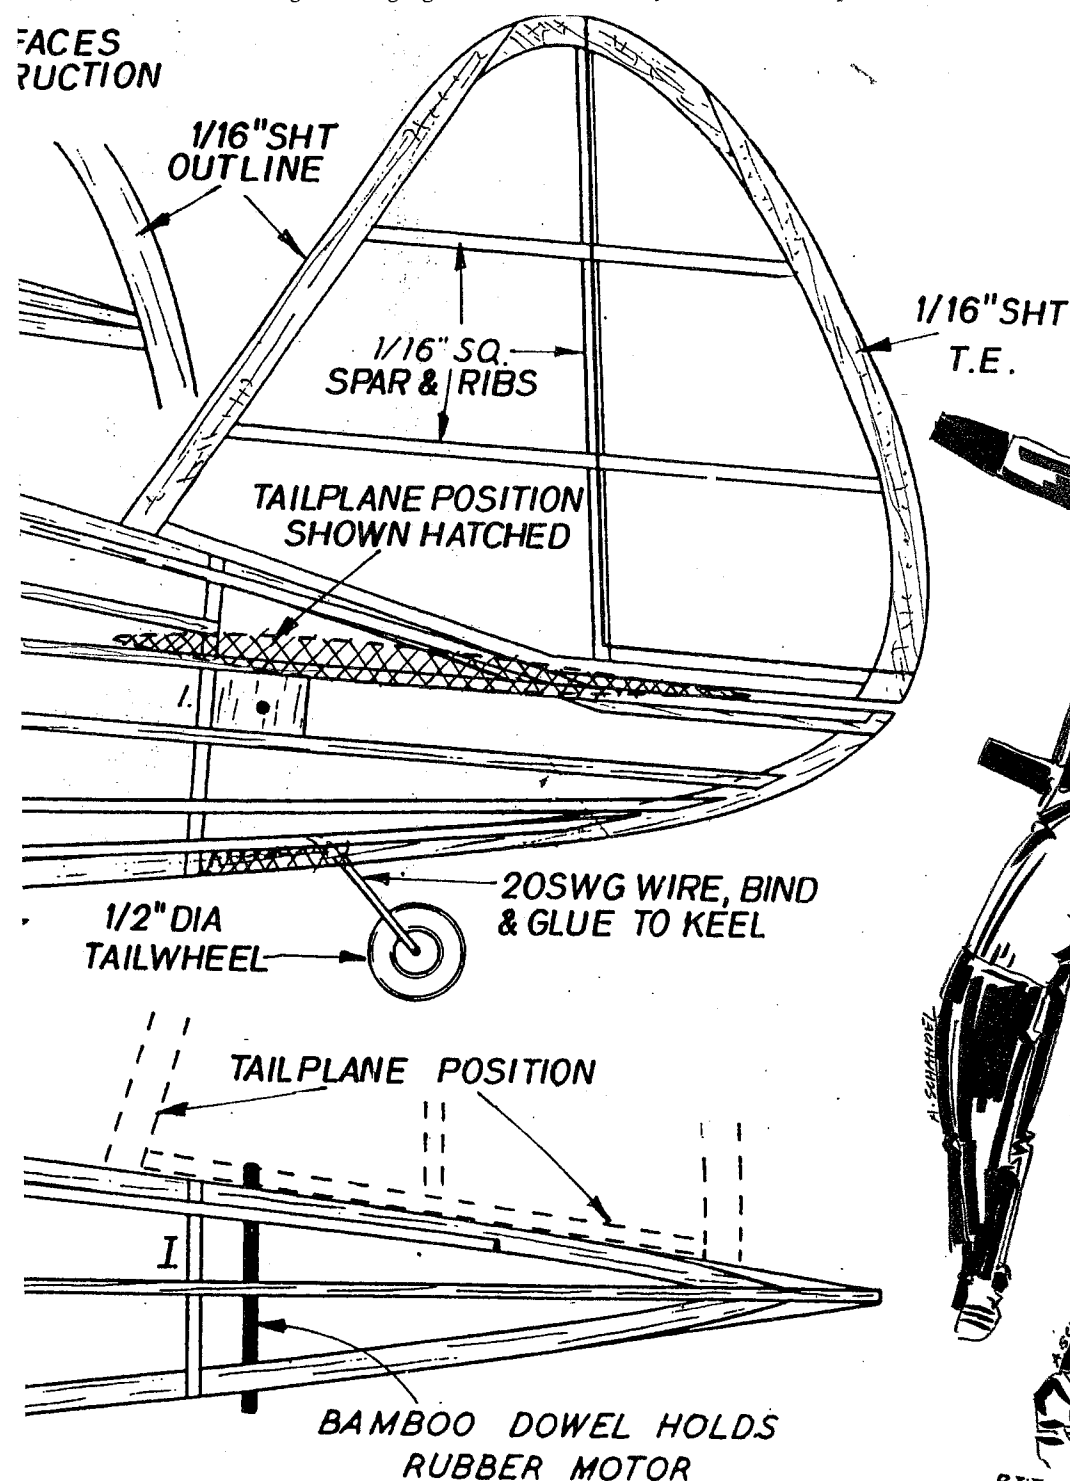 FACES
RUCTION
1/16"SHT
OUTLINE
1/16"SHT
T.E.
1/16" SQ.
SPAR & RIBS
TAILPLANE POSITION
SHOWN HATCHED
I.
20SWG WIRE, BIND
& GLUE TO KEEL
1/2" DIA
TAILWHEEL
TAILPLANE POSITION
A. SCHANDEL
I
BAMBOO DOWEL HOLDS
RUBBER MOTOR